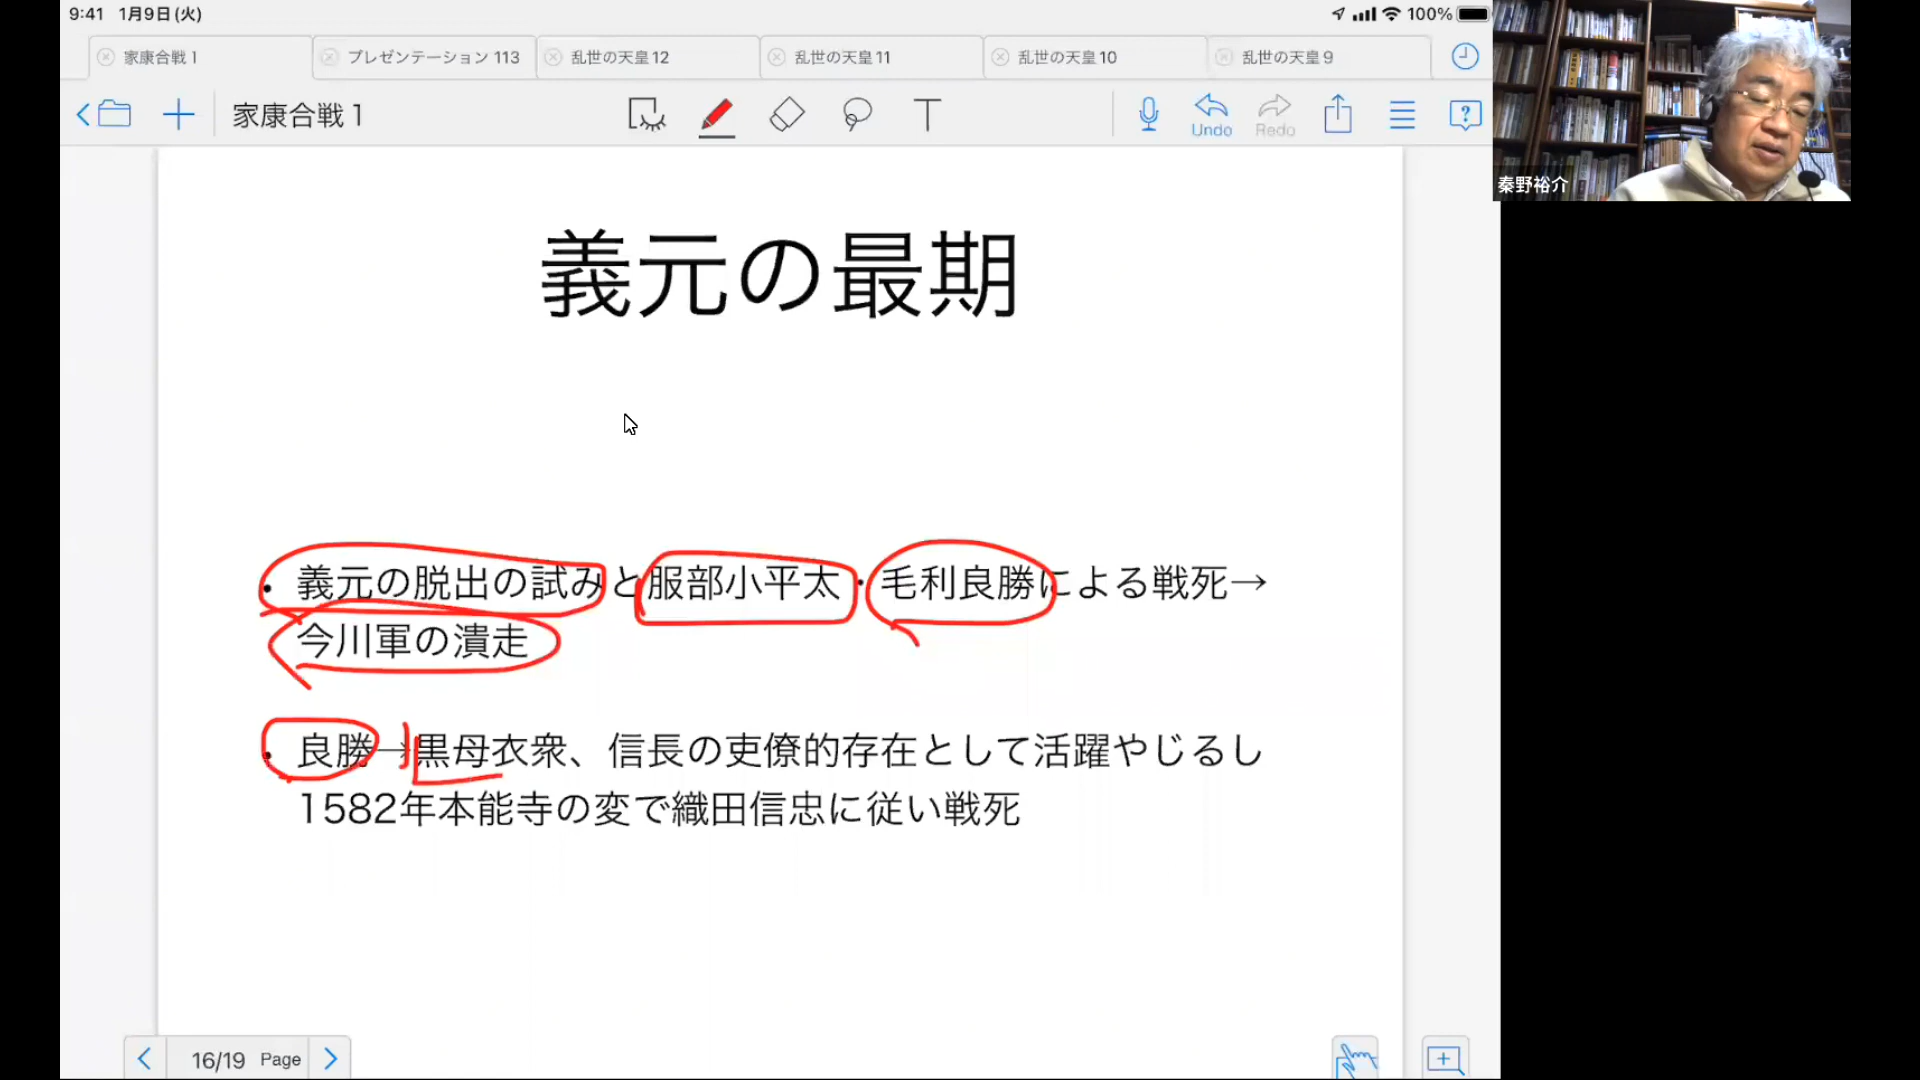 9:41 1月9日(火)
100%
家康合戦 1
プレゼンテーション 113
乱世の天皇12
乱世の天皇11
乱世の天皇10
乱世の天皇 9
家康合戦 1
T
Undo
Redo
秦野裕介
義元の最期
・義元の脱出の試みと服部小平太・毛利良勝による戦死→
今川軍の潰走
・良勝→黒母衣衆、信長の吏僚的存在として活躍やじるし
1582年本能寺の変で織田信忠に従い戦死
16/19 Page